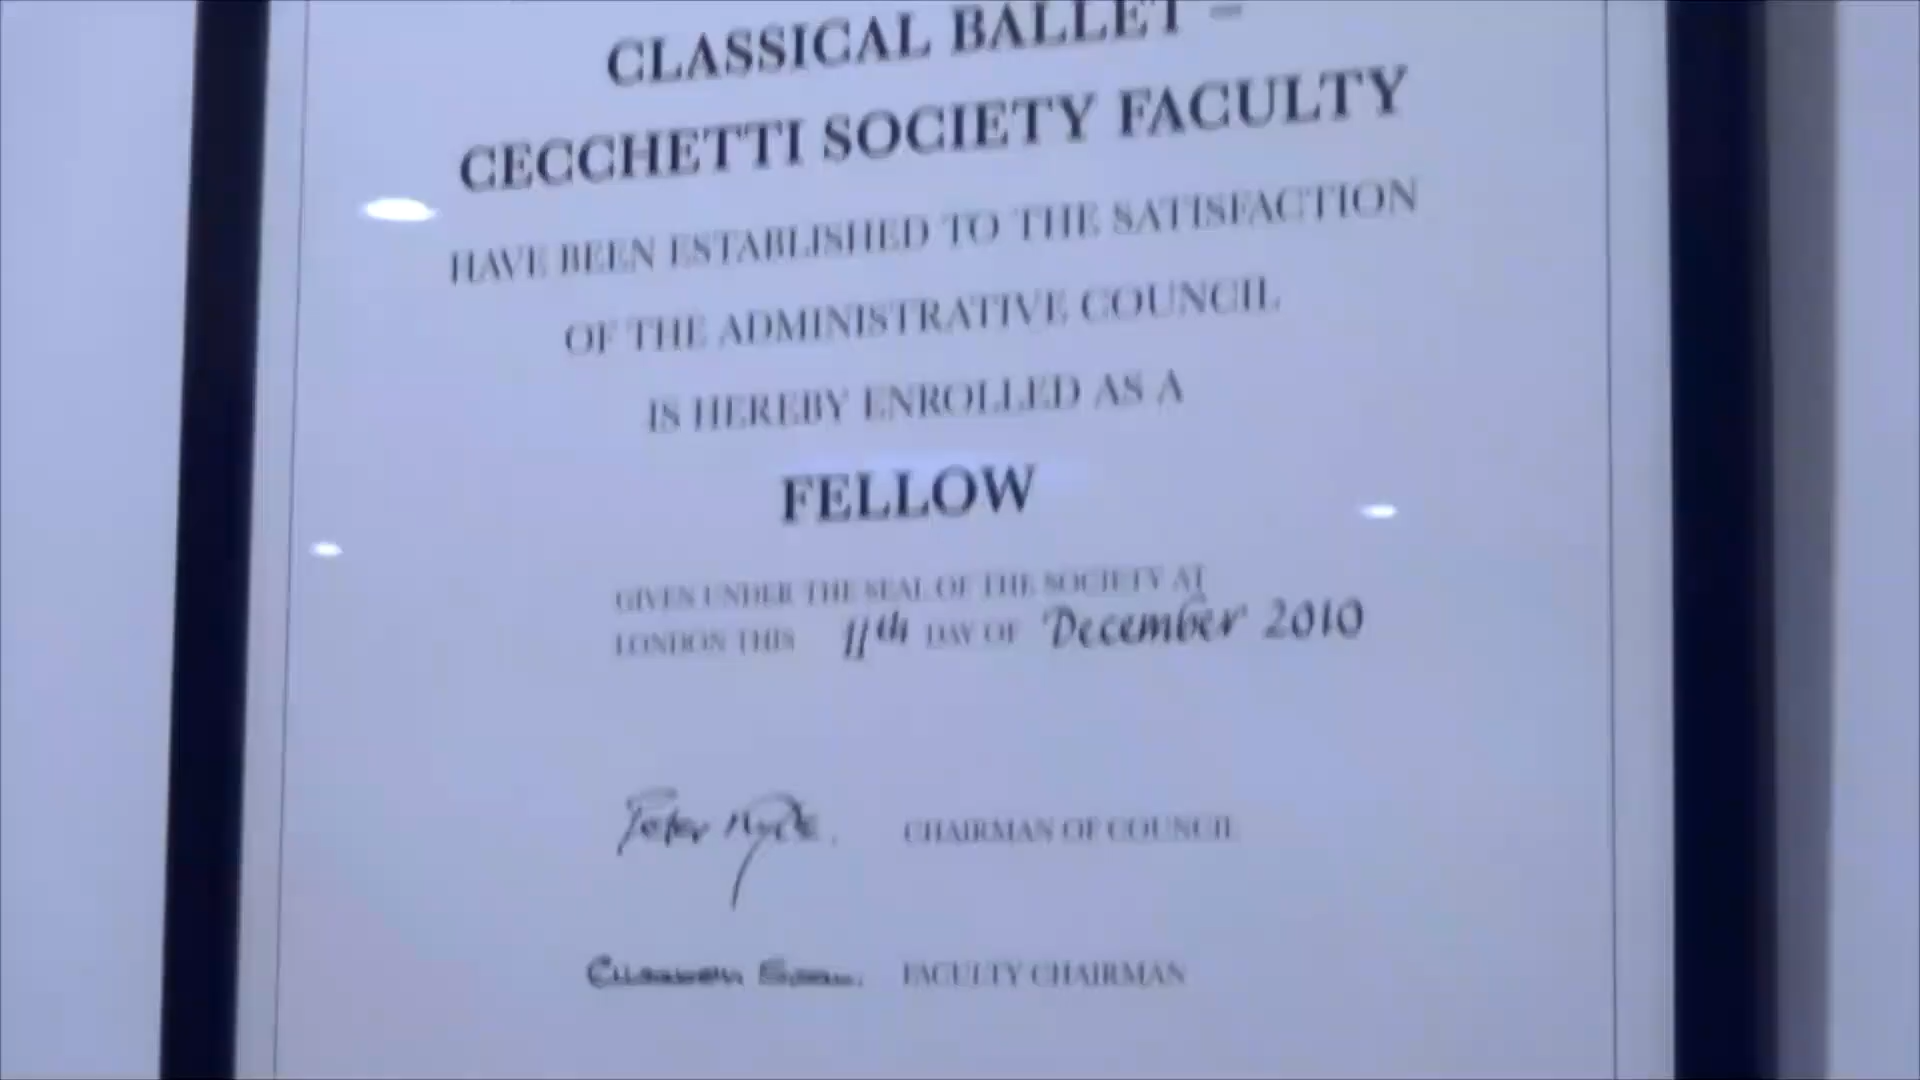 CLASSICAL BALLET –
CECCHETTI SOCIETY FACULTY
HAVE BEEN ESTABLISHED TO THE SATISFACTION
OF THE ADMINISTRATIVE COUNCIL
IS HEREBY ENROLLED AS A
FELLOW
GIVEN UNDER THE SEAL OF THE SOCIETY AT
LONDON THIS 11th DAY OF December 2010
Peter CHAIRMAN OF COUNCIL
FACULTY CHAIRMAN